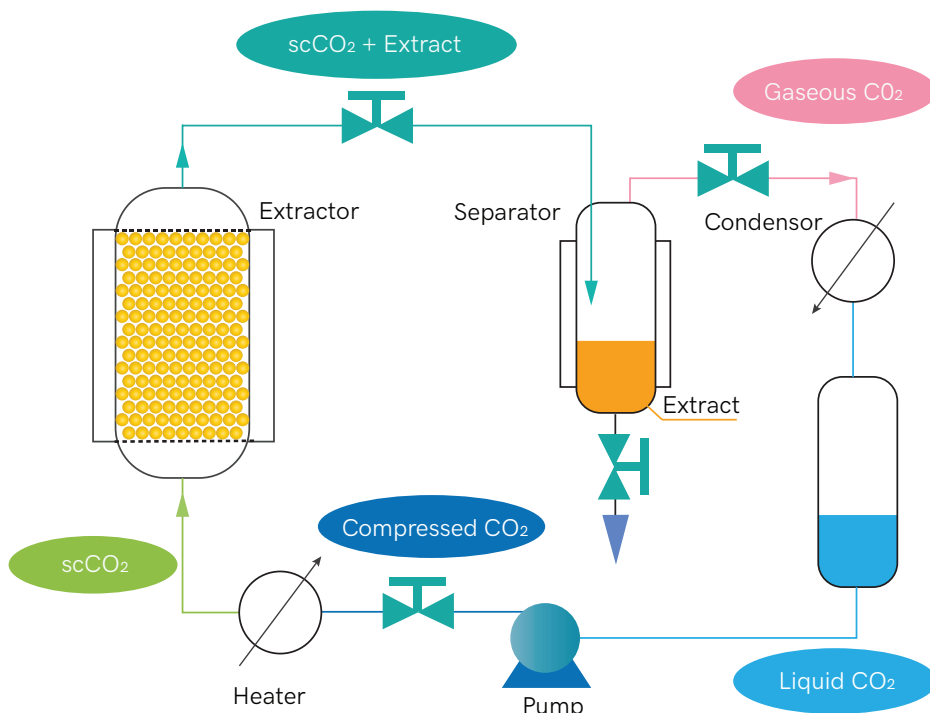 scCO₂ + Extract
Gaseous C0₂
Extractor
Separator
Condensor
Extract
Compressed CO₂
scCO₂
Heater
Pump
Liquid CO₂